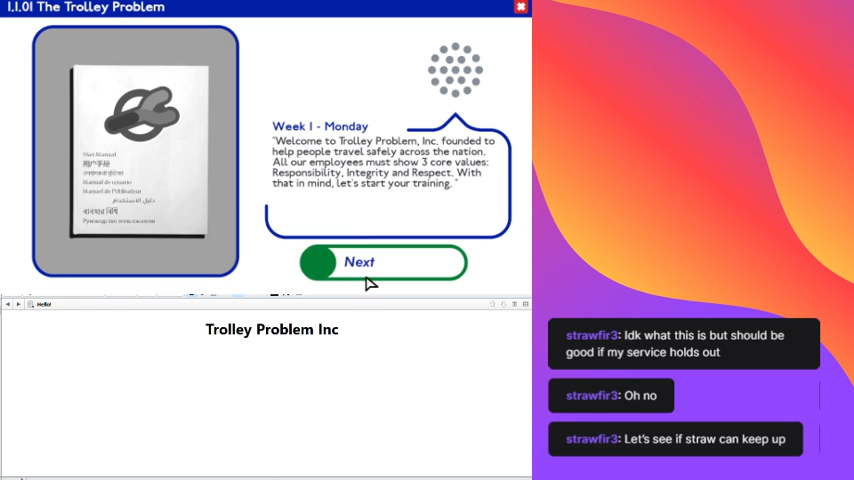 1.1.01 The Trolley Problem
User Manual
用户手册
Manual de usuario
Manuel de l'Utilisateur
دليل الاستخدام
ব্যবহার বিধি
Руководство пользователя
Week 1 - Monday
"Welcome to Trolley Problem, Inc. founded to
help people travel safely across the nation.
All our employees must show 3 core values:
Responsibility, Integrity and Respect. With
that in mind, let's start your training. "
Next
Hello!
Trolley Problem Inc
strawfir3: Idk what this is but should be
good if my service holds out
strawfir3: Oh no
strawfir3: Let's see if straw can keep up